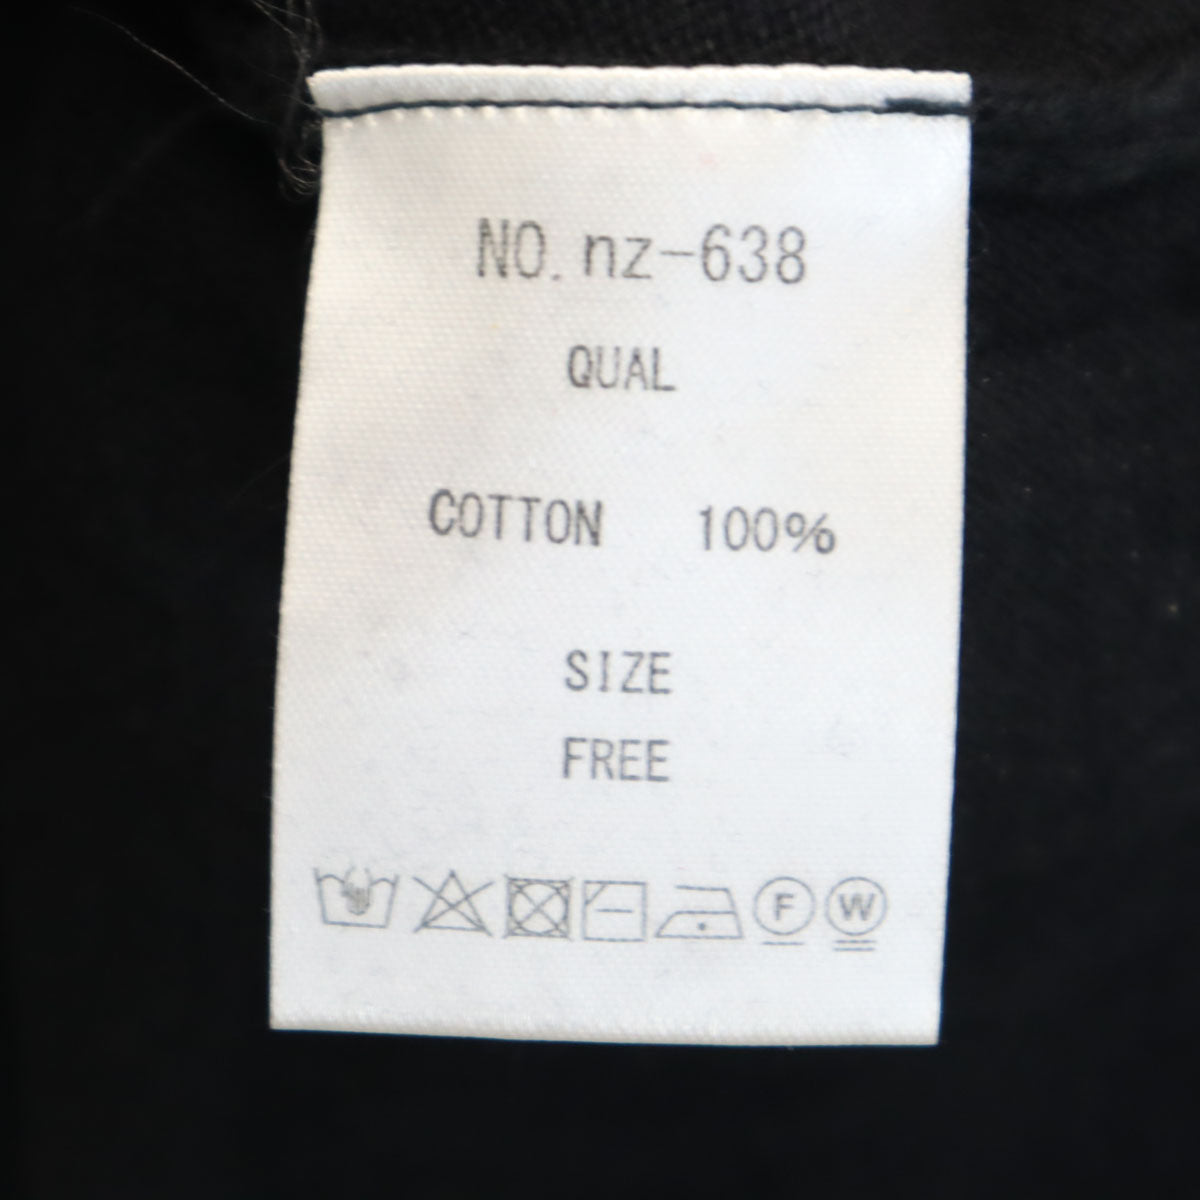 NO. nz-638
QUAL
COTTON 100%
SIZE
FREE
F W